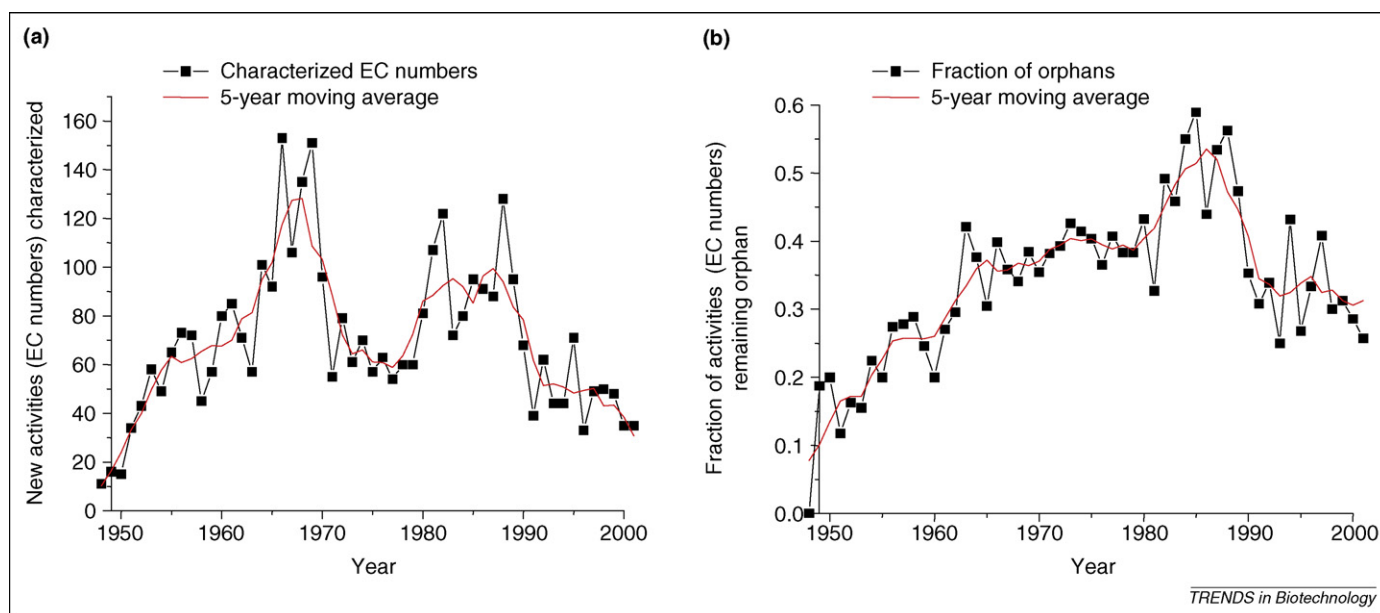 (a)
Characterized EC numbers
5-year moving average
New activities (EC numbers) characterized
160
140
120
100
80
60
40
20
0
1950 1960 1970 1980 1990 2000
Year
(b)
Fraction of orphans
5-year moving average
Fraction of activities (EC numbers)
remaining orphan
0.6
0.5
0.4
0.3
0.2
0.1
0.0
1950 1960 1970 1980 1990 2000
Year
TRENDS in Biotechnology